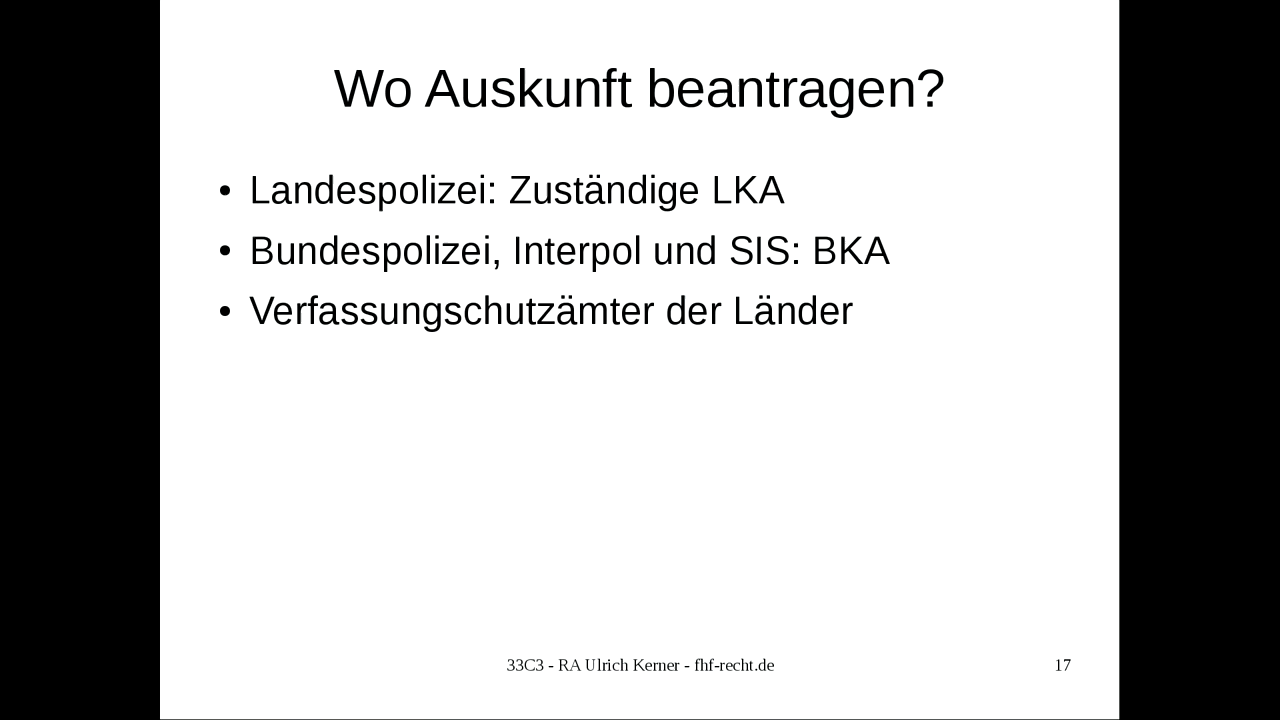 Wo Auskunft beantragen?
• Landespolizei: Zuständige LKA
• Bundespolizei, Interpol und SIS: BKA
• Verfassungschutzämter der Länder
33C3 - RA Ulrich Kerner - fhf-recht.de
17